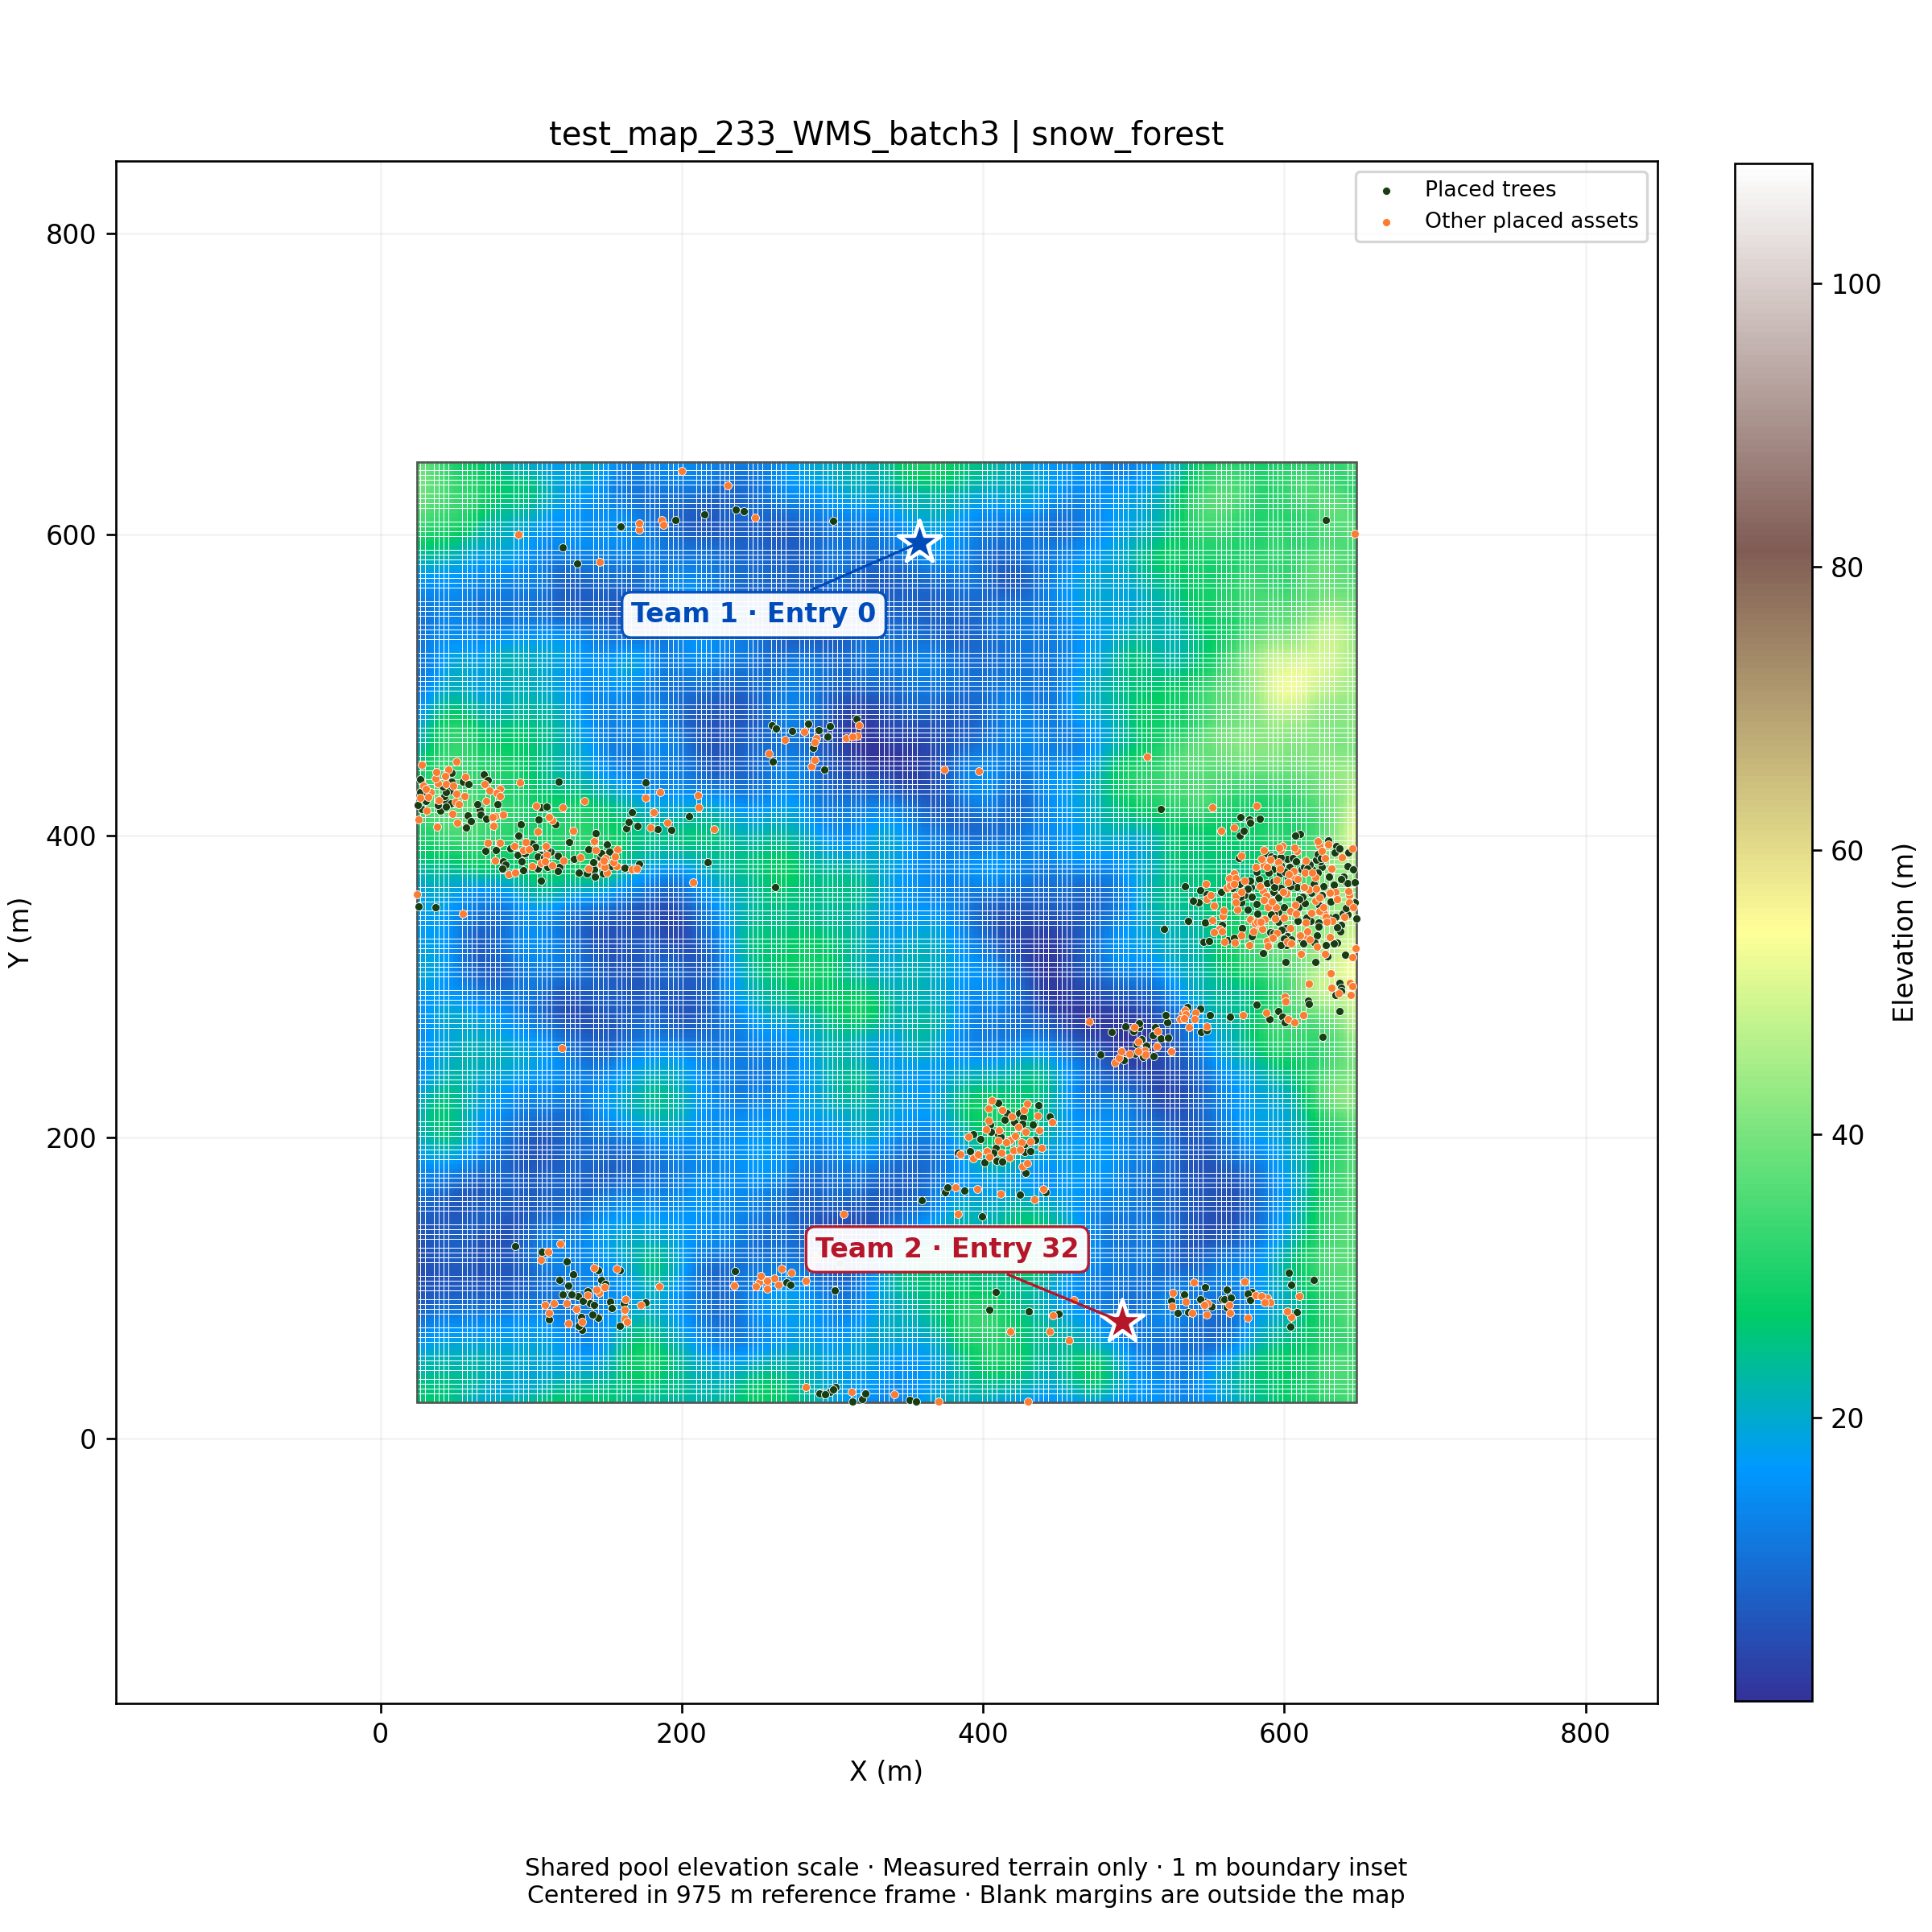 test_map_233_WMS_batch3 | snow_forest
Placed trees
Other placed assets
Team 1 · Entry 0
Team 2 · Entry 32
800
600
400
200
0
Y (m)
0
200
400
600
800
X (m)
100
80
60
40
20
Elevation (m)
Shared pool elevation scale · Measured terrain only · 1 m boundary inset
Centered in 975 m reference frame · Blank margins are outside the map